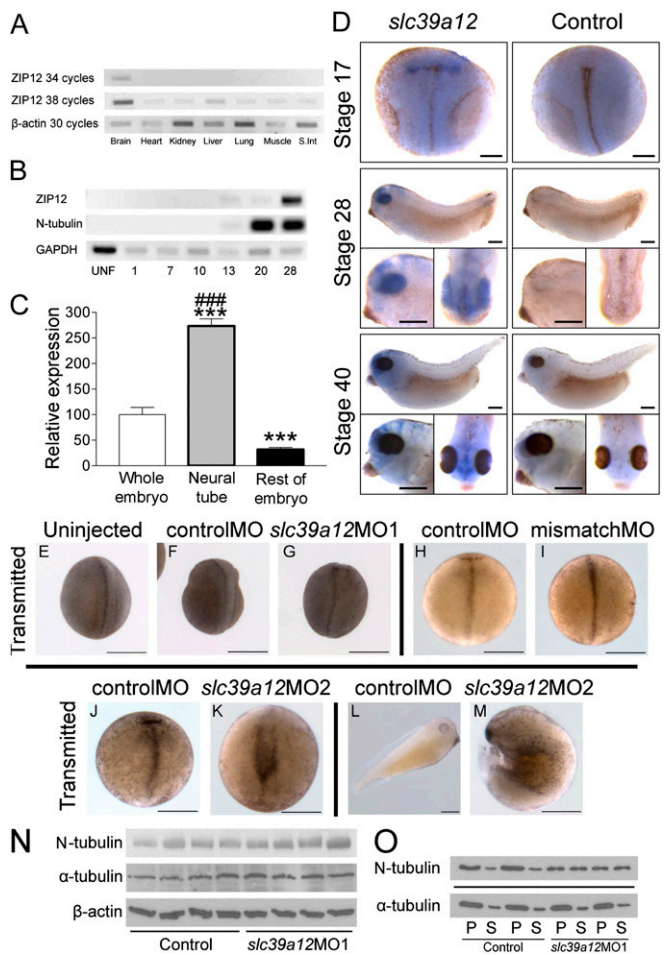 A
ZIP12 34 cycles
ZIP12 38 cycles
β-actin 30 cycles
Brain Heart Kidney Liver Lung Muscle S.Int
B
ZIP12
N-tubulin
GAPDH
UNF 1 7 10 13 20 28
C
Relative expression
300
250
200
150
100
50
0
###
***
***
Whole embryo
Neural tube
Rest of embryo
D
slc39a12 Control
Stage 17
Stage 28
Stage 40
Uninjected controlMO slc39a12MO1 controlMO mismatchMO
Transmitted
E F G H I
controlMO slc39a12MO2 controlMO slc39a12MO2
Transmitted
J K L M
N
N-tubulin
α-tubulin
β-actin
Control slc39a12MO1
O
N-tubulin
α-tubulin
P S P S P S P S
Control slc39a12MO1